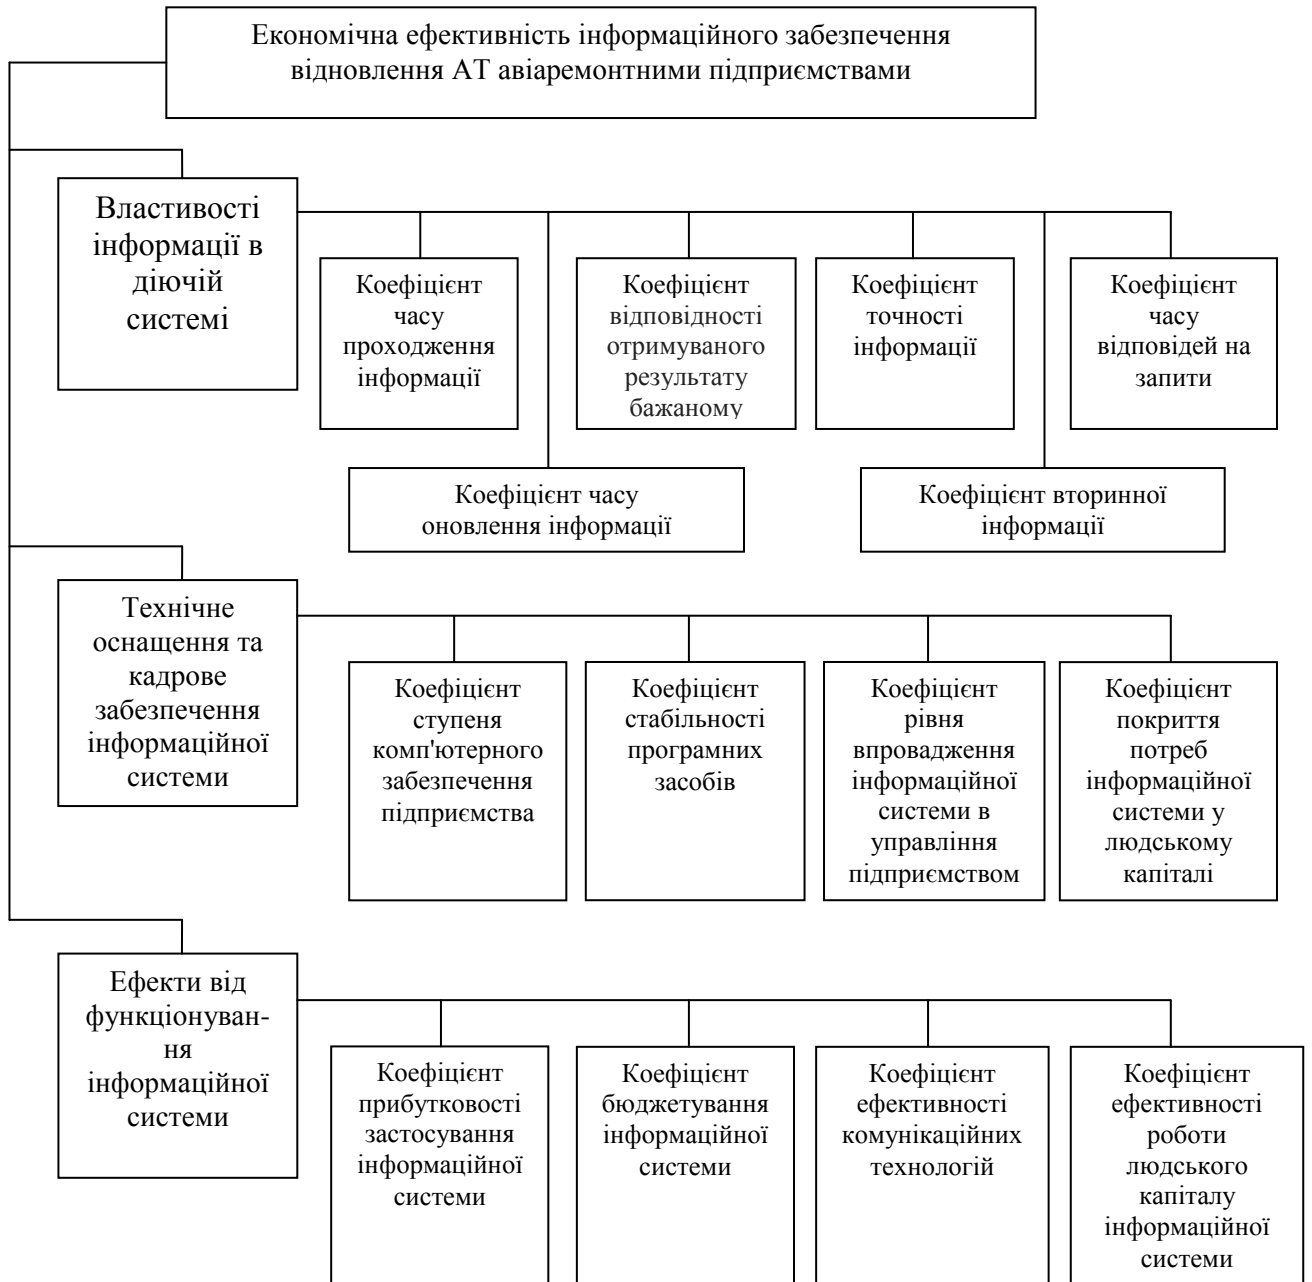 Економічна ефективність інформаційного забезпечення
відновлення АТ авіаремонтними підприємствами
Властивості
інформації в
діючій
системі
Коефіцієнт
часу
проходження
інформації
Коефіцієнт
відповідності
отримуваного
результату
бажаному
Коефіцієнт
точності
інформації
Коефіцієнт
часу
відповідей на
запити
Коефіцієнт часу
оновлення інформації
Коефіцієнт вторинної
інформації
Технічне
оснащення та
кадрове
забезпечення
інформаційної
системи
Коефіцієнт
ступеня
комп'ютерного
забезпечення
підприємства
Коефіцієнт
стабільності
програмних
засобів
Коефіцієнт
рівня
впровадження
інформаційної
системи в
управління
підприємством
Коефіцієнт
покриття
потреб
інформаційної
системи у
людському
капіталі
Ефекти від
функціонуван-
ня
інформаційної
системи
Коефіцієнт
прибутковості
застосування
інформаційної
системи
Коефіцієнт
бюджетування
інформаційної
системи
Коефіцієнт
ефективності
комунікаційних
технологій
Коефіцієнт
ефективності
роботи
людського
капіталу
інформаційної
системи